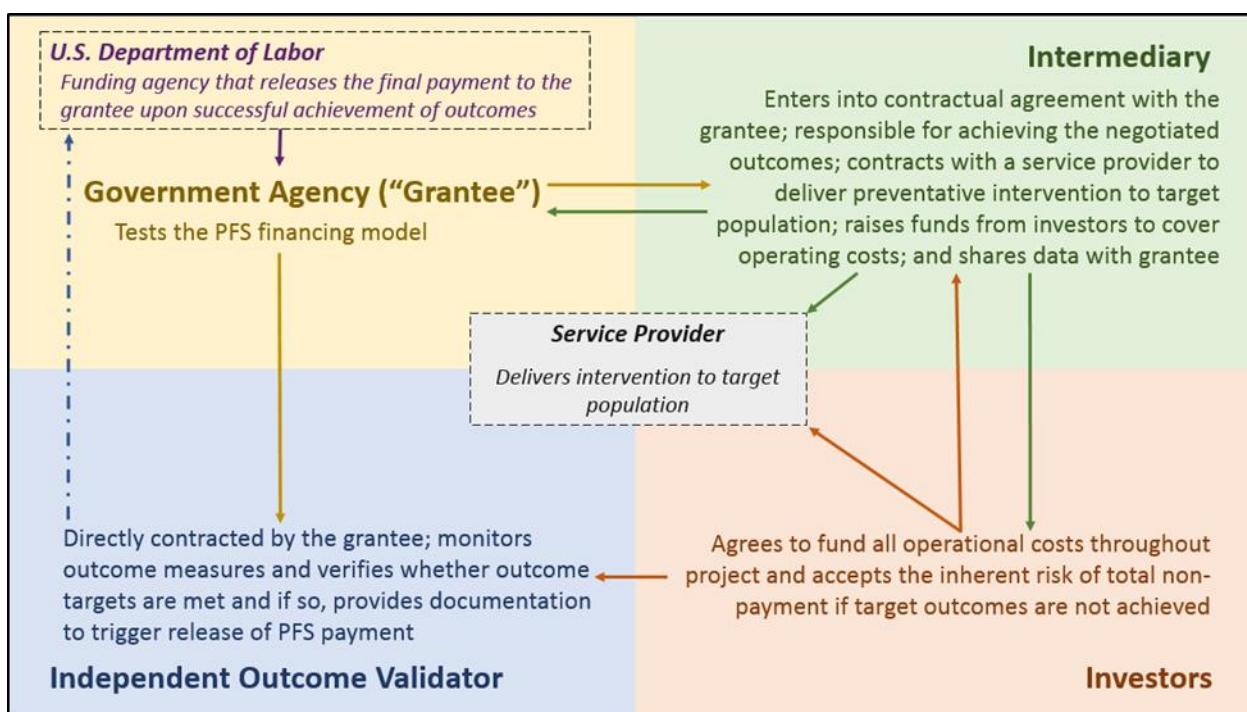 U.S. Department of Labor
Funding agency that releases the final payment to the
grantee upon successful achievement of outcomes
Government Agency (“Grantee”)
Tests the PFS financing model
Intermediary
Enters into contractual agreement with the
grantee; responsible for achieving the negotiated
outcomes; contracts with a service provider to
deliver preventative intervention to target
population; raises funds from investors to cover
operating costs; and shares data with grantee
Service Provider
Delivers intervention to target
population
Directly contracted by the grantee; monitors
outcome measures and verifies whether outcome
targets are met and if so, provides documentation
to trigger release of PFS payment
Independent Outcome Validator
Agrees to fund all operational costs throughout
project and accepts the inherent risk of total non-
payment if target outcomes are not achieved
Investors